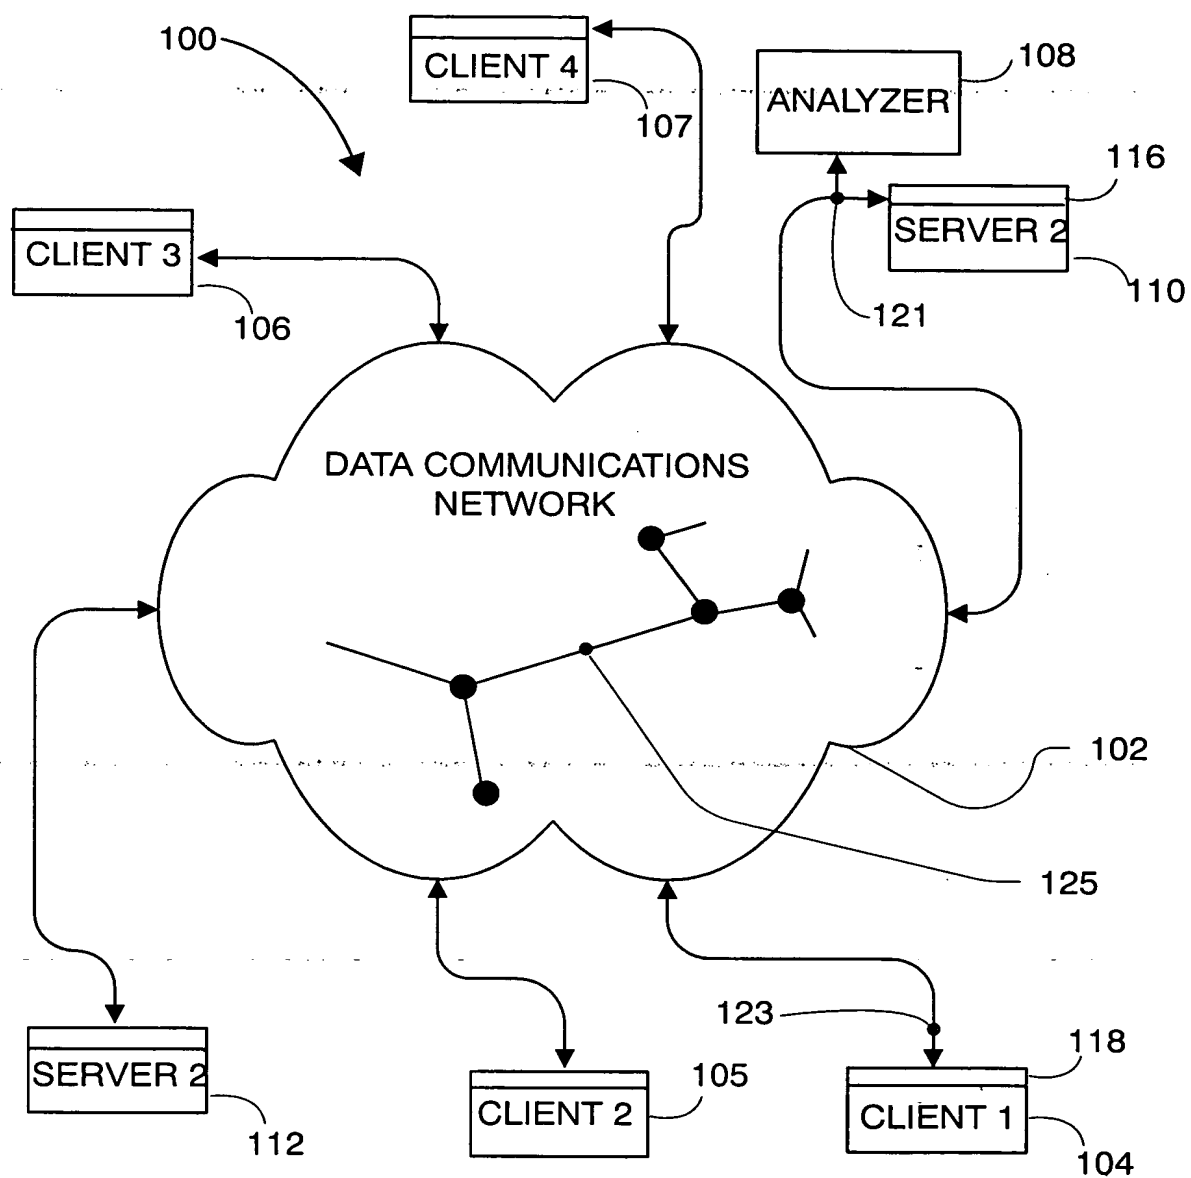 100
CLIENT 4
107
ANALYZER
108
116
SERVER 2
110
121
CLIENT 3
106
DATA COMMUNICATIONS
NETWORK
102
125
123
118
CLIENT 1
104
105
CLIENT 2
SERVER 2
112